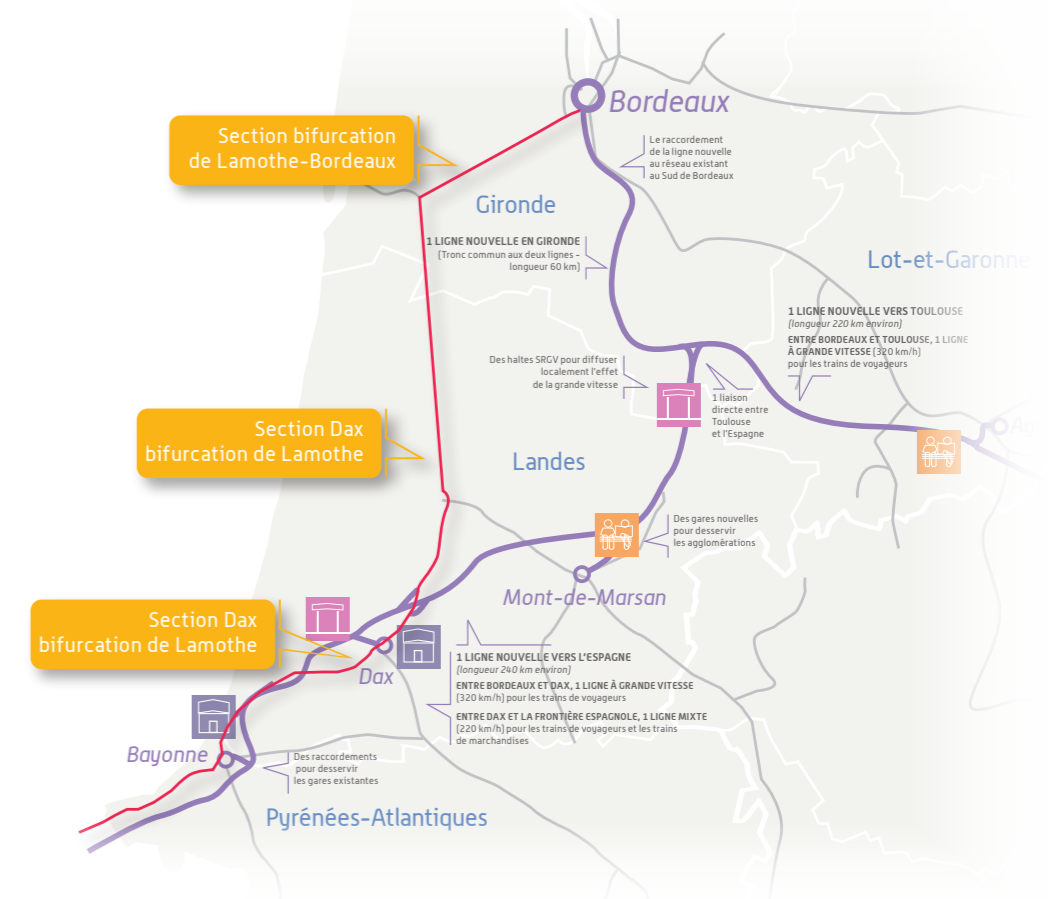 Bordeaux
Section bifurcation
de Lamothe-Bordeaux
Le raccordement
de la ligne nouvelle
au réseau existant
au Sud de Bordeaux
Gironde
1 LIGNE NOUVELLE EN GIRONDE
(Tronc commun aux deux lignes -
longueur 60 km)
Lot-et-Garonne
1 LIGNE NOUVELLE VERS TOULOUSE
(longueur 220 km environ)
ENTRE BORDEAUX ET TOULOUSE, 1 LIGNE
À GRANDE VITESSE (320 km/h)
pour les trains de voyageurs
Des haltes SRGV pour diffuser
localement l'effet
de la grande vitesse
1 liaison
directe entre
Toulouse
et l'Espagne
Section Dax
bifurcation de Lamothe
Landes
Des gares nouvelles
pour desservir
les agglomérations
Mont-de-Marsan
Section Dax
bifurcation de Lamothe
Dax
1 LIGNE NOUVELLE VERS L'ESPAGNE
(longueur 240 km environ)
ENTRE BORDEAUX ET DAX, 1 LIGNE À GRANDE VITESSE
(320 km/h) pour les trains de voyageurs
ENTRE DAX ET LA FRONTIÈRE ESPAGNOLE, 1 LIGNE MIXTE
(220 km/h) pour les trains de voyageurs et les trains
de marchandises
Bayonne
Des raccordements
pour desservir
les gares existantes
Pyrénées-Atlantiques